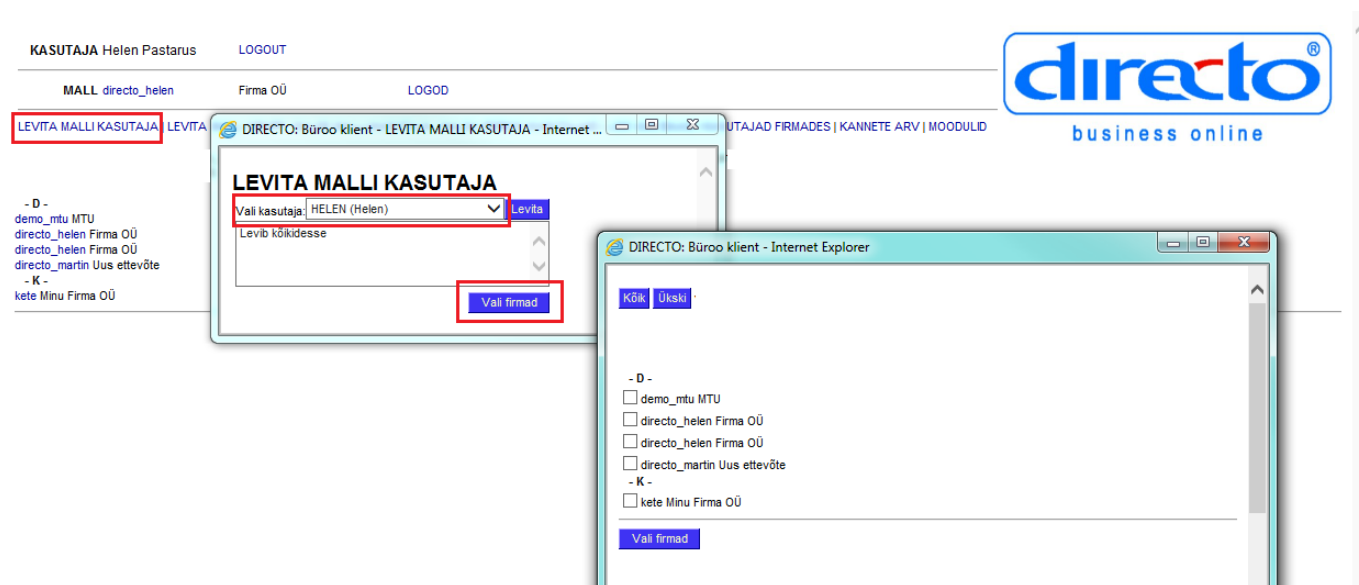 KASUTAJA Helen Pastarus LOGOUT
MALL directo_helen Firma OÜ LOGOD
directo®
business online
LEVITA MALLI KASUTAJA | LEVITA
UTAJAD FIRMADES | KANNETE ARV | MOODULID
- D -
demo_mtu MTU
directo_helen Firma OÜ
directo_helen Firma OÜ
directo_martin Uus ettevõte
- K -
kete Minu Firma OÜ
DIRECTO: Büroo klient - LEVITA MALLI KASUTAJA - Internet ...
LEVITA MALLI KASUTAJA
Vali kasutaja: HELEN (Helen) Levita
Levib kõikidesse
Vali firmad
DIRECTO: Büroo klient - Internet Explorer
Kõik Ükski
- D -
demo_mtu MTU
directo_helen Firma OÜ
directo_helen Firma OÜ
directo_martin Uus ettevõte
- K -
kete Minu Firma OÜ
Vali firmad